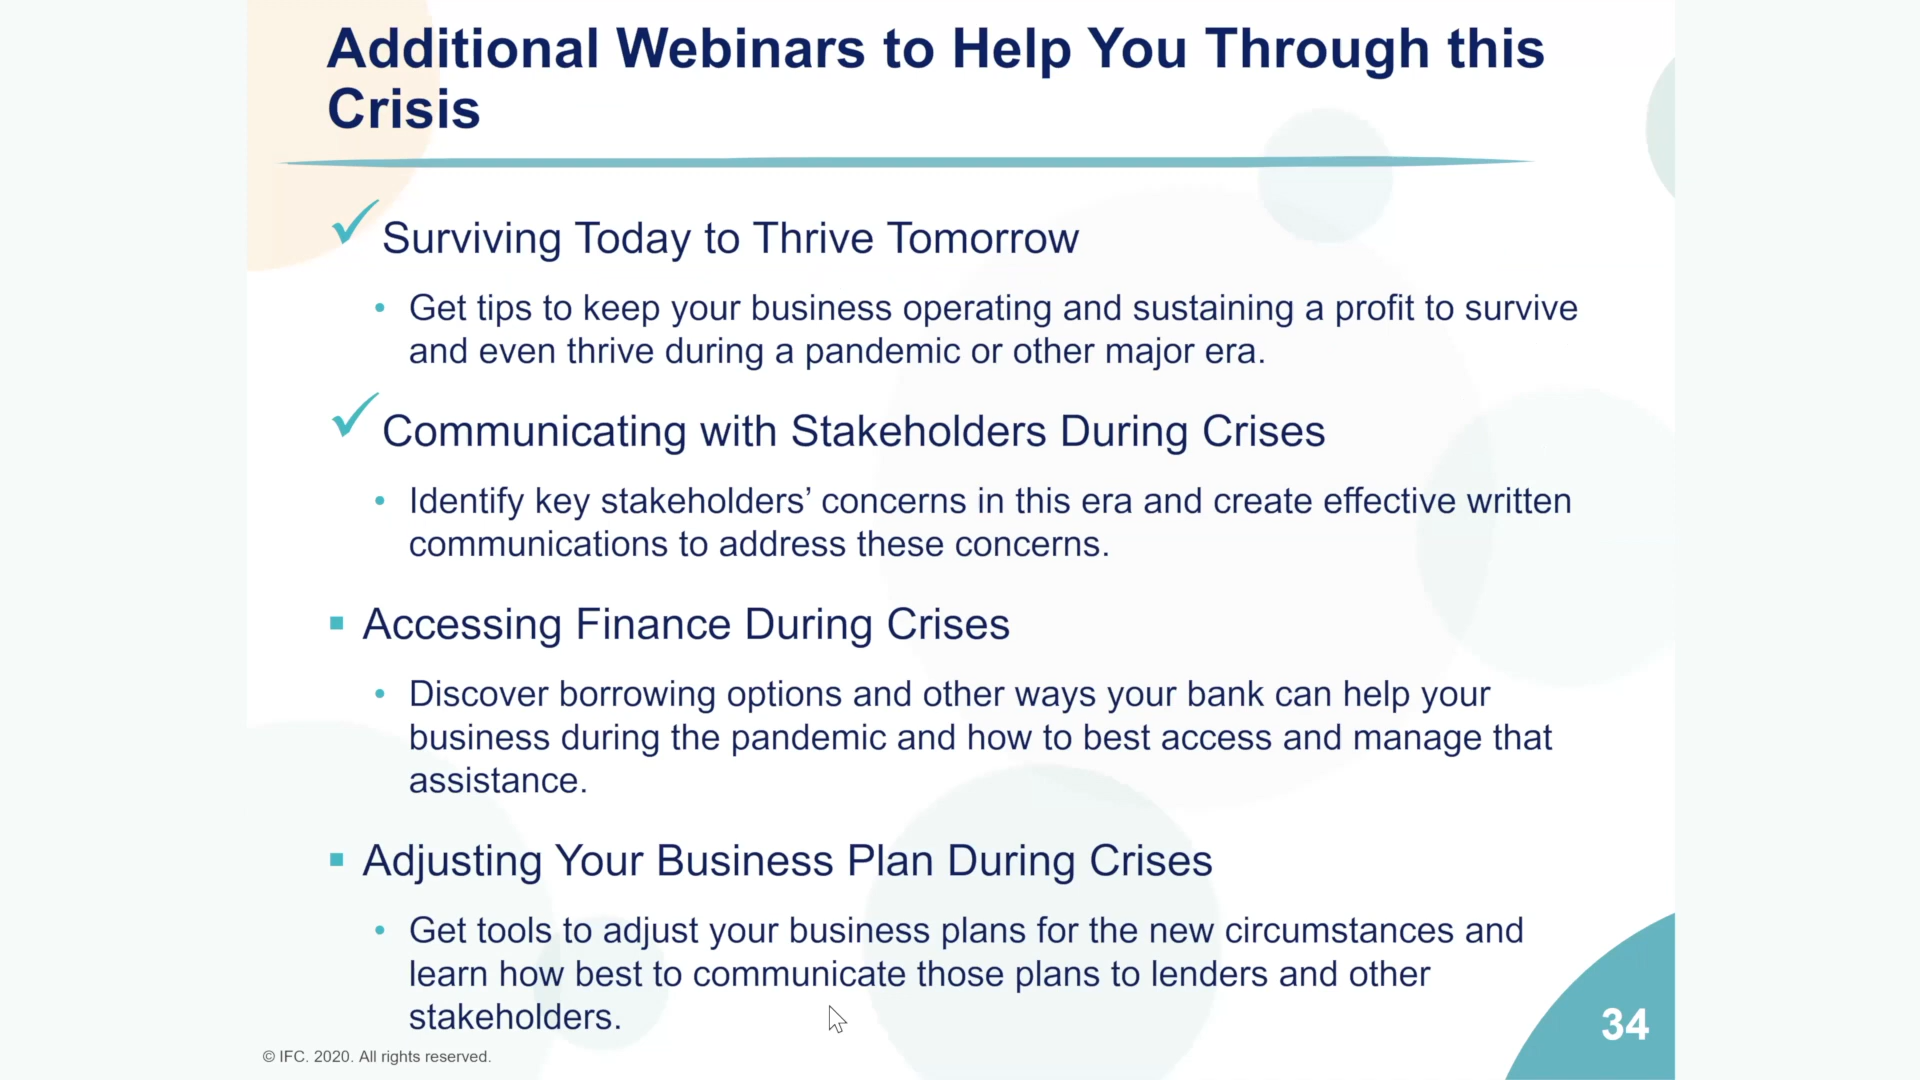 Additional Webinars to Help You Through this
Crisis
Surviving Today to Thrive Tomorrow
• Get tips to keep your business operating and sustaining a profit to survive
and even thrive during a pandemic or other major era.
Communicating with Stakeholders During Crises
• Identify key stakeholders’ concerns in this era and create effective written
communications to address these concerns.
▪ Accessing Finance During Crises
• Discover borrowing options and other ways your bank can help your
business during the pandemic and how to best access and manage that
assistance.
▪ Adjusting Your Business Plan During Crises
• Get tools to adjust your business plans for the new circumstances and
learn how best to communicate those plans to lenders and other
stakeholders.
34
© IFC. 2020. All rights reserved.